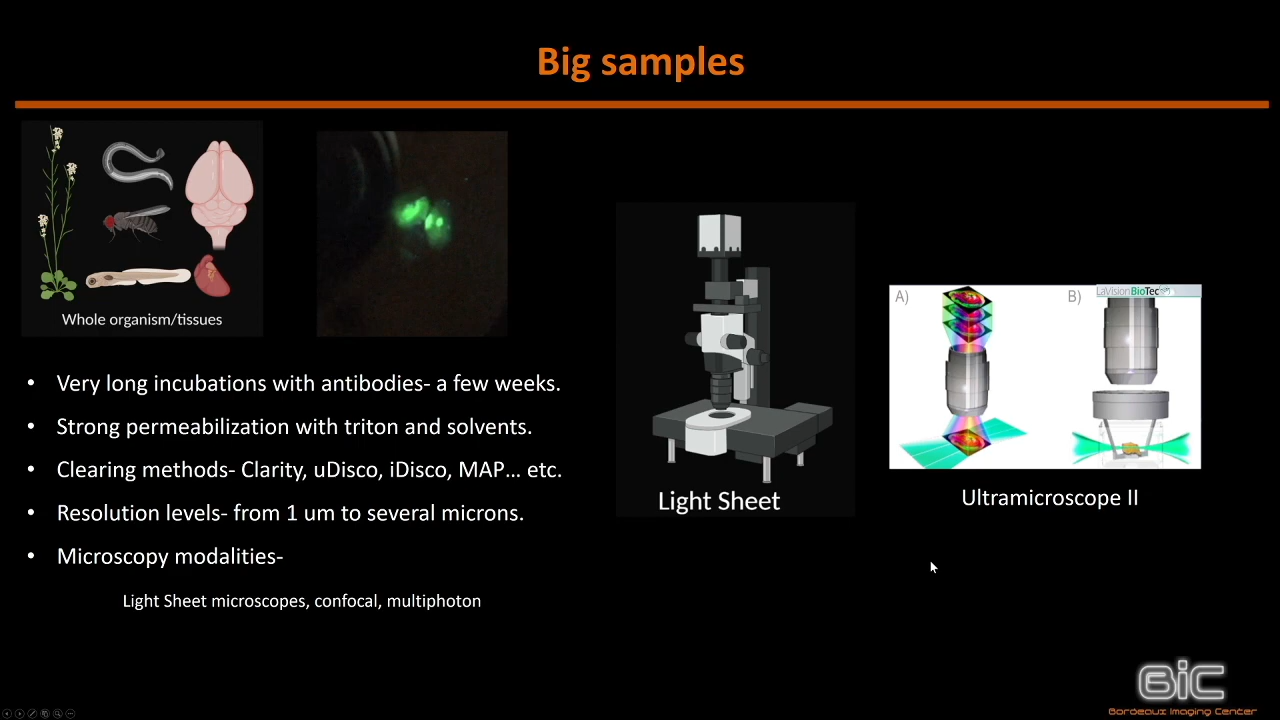 Big samples
Whole organism/tissues
• Very long incubations with antibodies- a few weeks.
• Strong permeabilization with triton and solvents.
• Clearing methods- Clarity, uDisco, iDisco, MAP... etc.
• Resolution levels- from 1 um to several microns.
• Microscopy modalities-
Light Sheet microscopes, confocal, multiphoton
Light Sheet
A)
B)
LaVision BioTec
Ultramicroscope II
BiC
Bordeaux Imaging Center